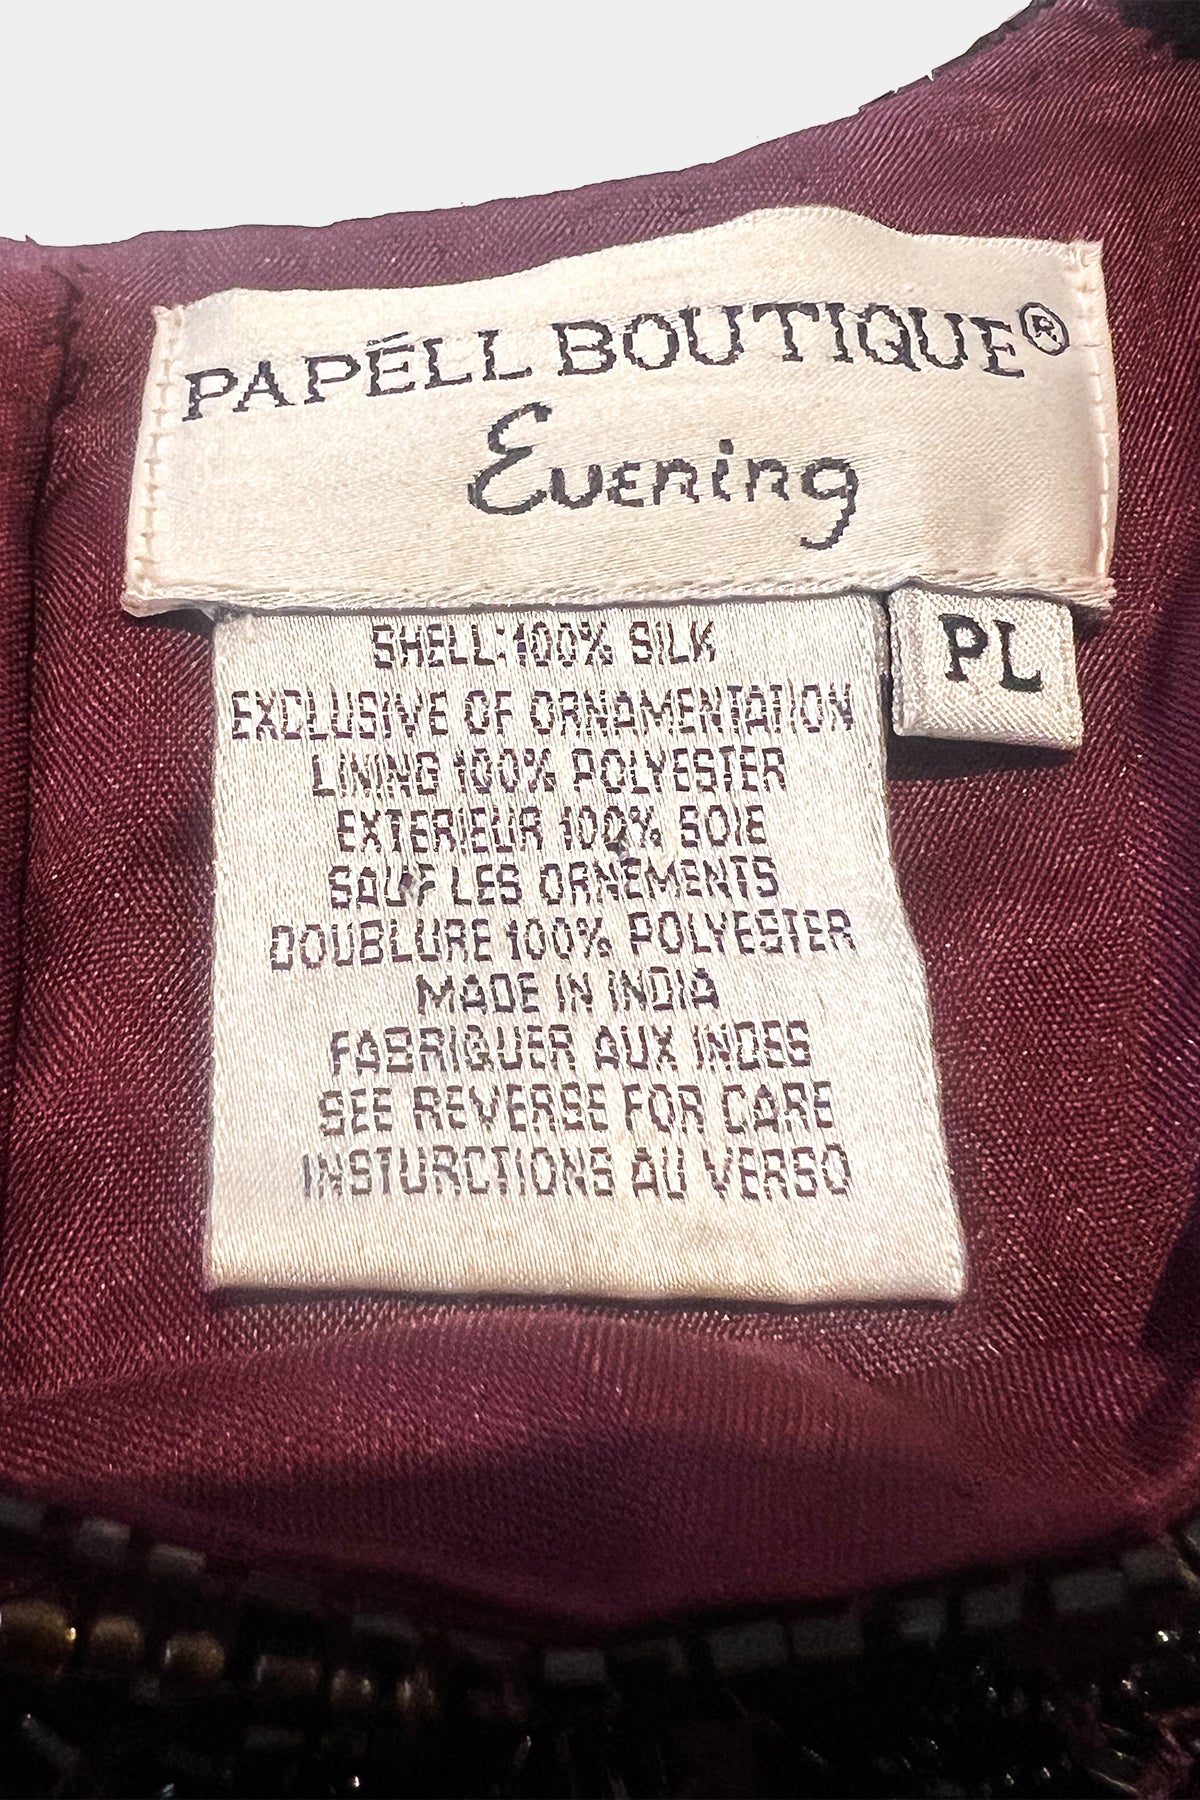 PAPÉLL BOUTIQUE®
Evening
PL
SHELL:100% SILK
EXCLUSIVE OF ORNAMENTATION
LINING 100% POLYESTER
EXTERIEUR 100% SOIE
SAUF LES ORNEMENTS
DOUBLURE 100% POLYESTER
MADE IN INDIA
FABRIQUER AUX INDES
SEE REVERSE FOR CARE
INSTURCTIONS AU VERSO